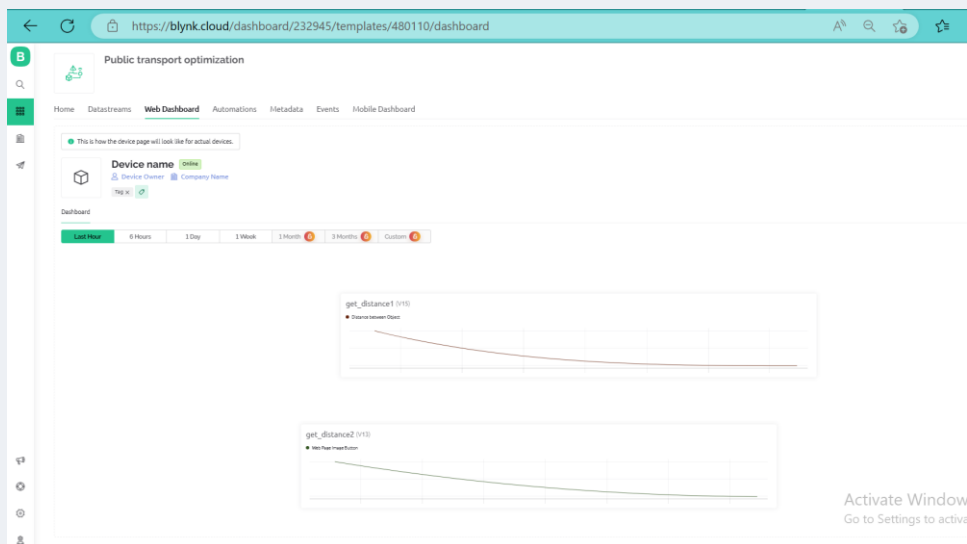 https://blynk.cloud/dashboard/232945/templates/480110/dashboard
B
Public transport optimization
Home Datastreams Web Dashboard Automations Metadata Events Mobile Dashboard
This is how the device page will look like for actual devices.
Device name Online
Device Owner Company Name
Tag x
Dashboard
Last Hour 6 Hours 1 Day 1 Week 1 Month 3 Months Custom
get_distance1 (V15)
Distance between Object
get_distance2 (V13)
Web Page Image Button
Activate Window
Go to Settings to activa